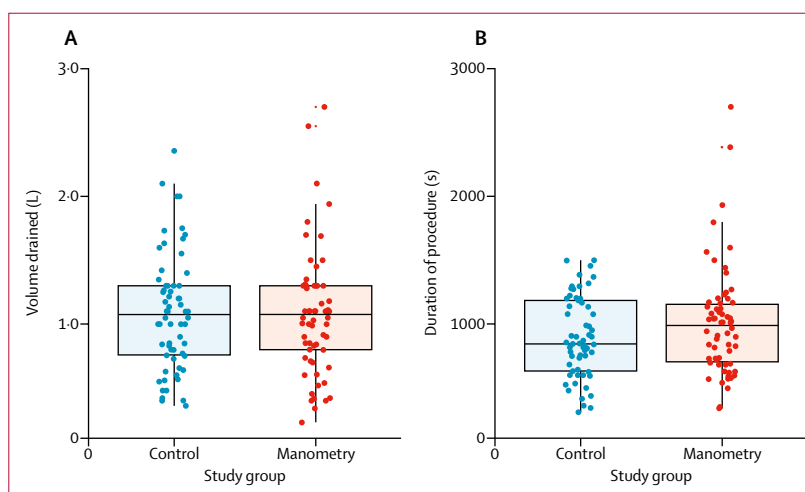 A
3·0
2·0
1·0
0
0
Volume drained (L)
Control
Manometry
Study group
B
3000
2000
1000
0
0
Duration of procedure (s)
Control
Manometry
Study group